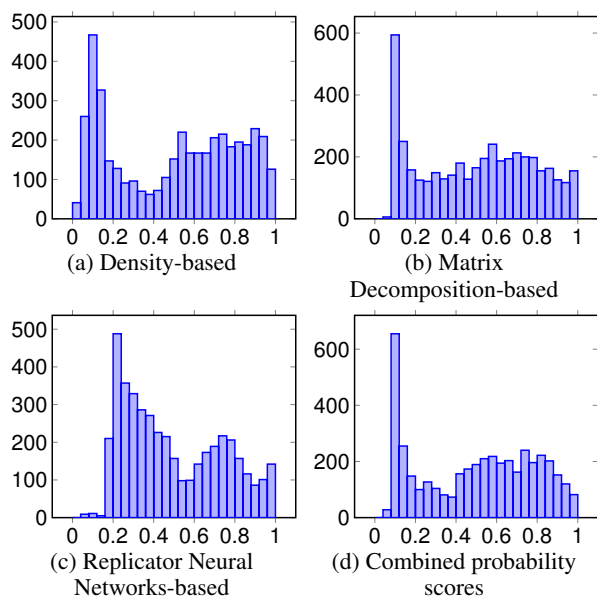 500
400
300
200
100
0
0 0.2 0.4 0.6 0.8 1
(a) Density-based
600
400
200
0
0 0.2 0.4 0.6 0.8 1
(b) Matrix
Decomposition-based
500
400
300
200
100
0
0 0.2 0.4 0.6 0.8 1
(c) Replicator Neural
Networks-based
600
400
200
0
0 0.2 0.4 0.6 0.8 1
(d) Combined probability
scores